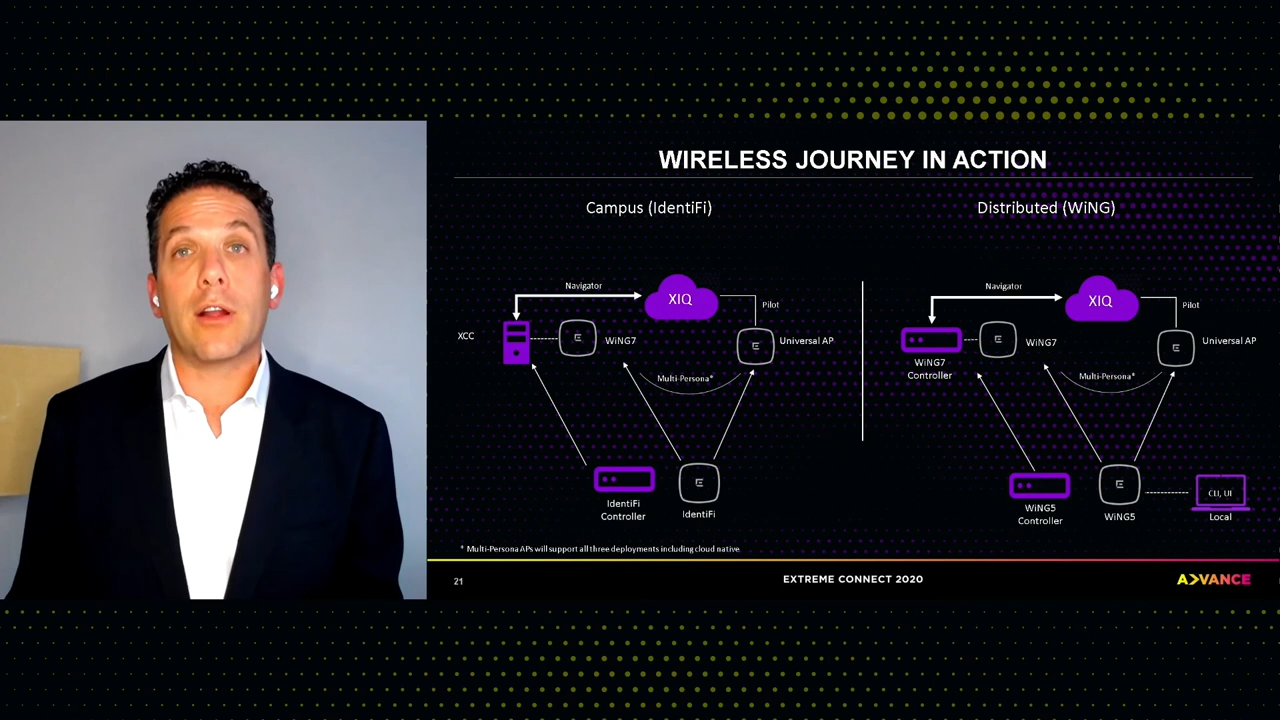 WIRELESS JOURNEY IN ACTION
Campus (IdentiFi)
Navigator
XIQ
Pilot
XCC
WiNG7
Universal AP
Multi-Persona*
IdentiFi
Controller
IdentiFi
Distributed (WiNG)
Navigator
XIQ
Pilot
WiNG7
Controller
WiNG7
Universal AP
Multi-Persona*
WiNG5
Controller
WiNG5
CLI, UI
Local
* Multi-Persona APs will support all three deployments including cloud native
21
EXTREME CONNECT 2020
ADVANCE